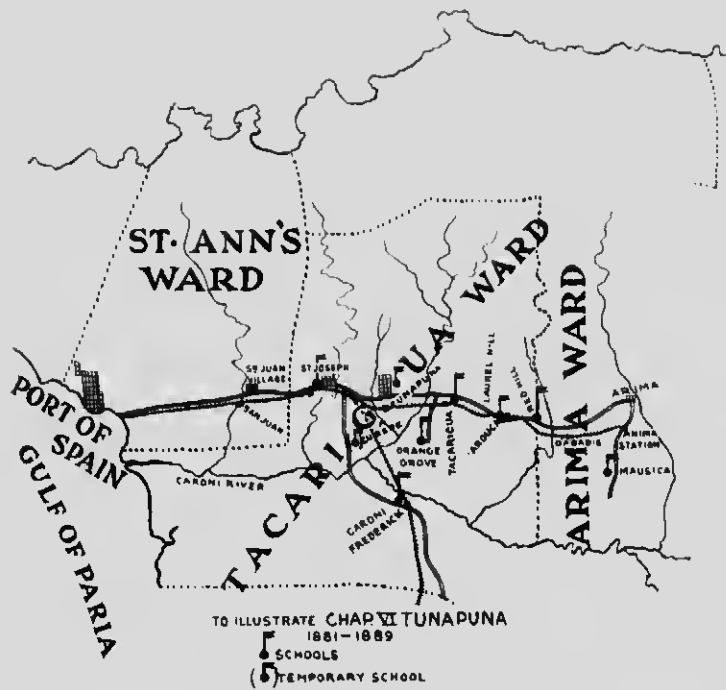 ST. ANN'S
WARD
TACARIGUA WARD
ARIMA WARD
ST JUAN
VILLAGE
ST JOSEPH
SAN JUAN
PORT OF
SPAIN
GULF OF PARIA
CARONI RIVER
TUNAPUNA
ORANGE
GROVE
TACARIGUA
LAUREL HILL
RED HILL
ARIMA
DABADIE
ANIMA
STATION
MAUSICA
CARONI
FREDERICK
TO ILLUSTRATE CHAP. VI TUNAPUNA
1881–1889
SCHOOLS
( ) TEMPORARY SCHOOL